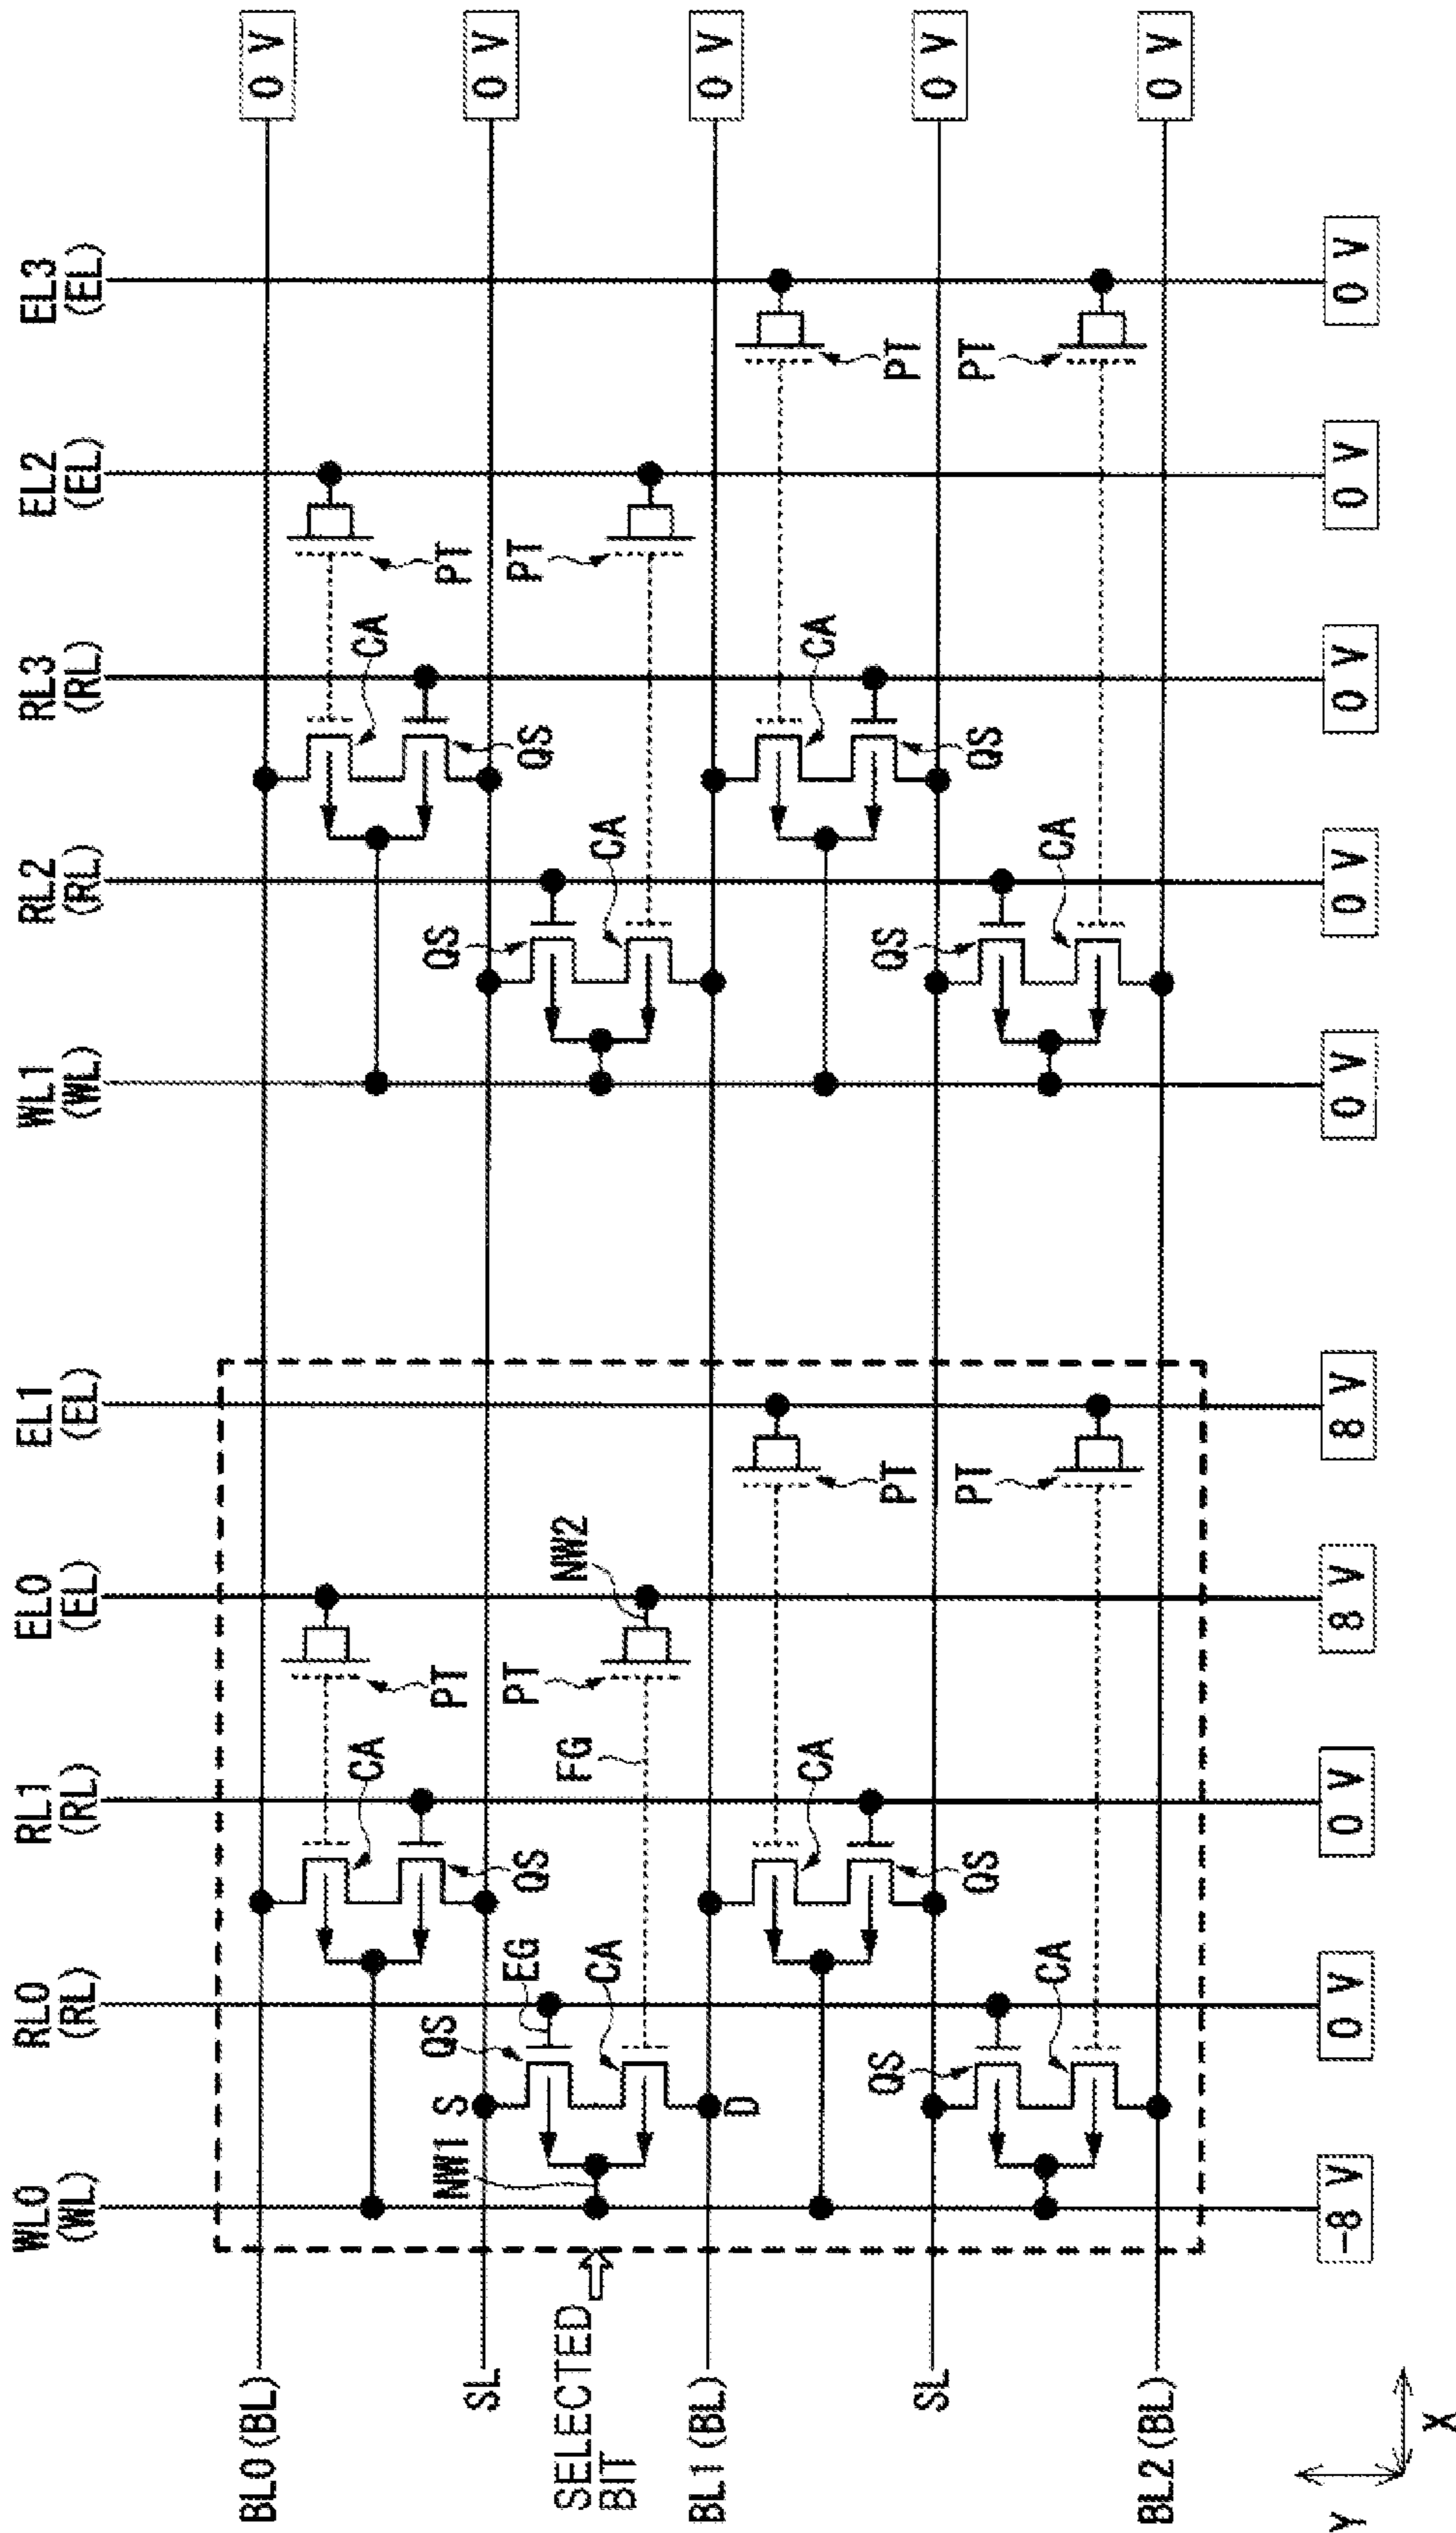 WL0 RL0 RL1 EL0 EL1 WL1 RL2 RL3 EL2 EL3
(WL) (RL) (RL) (EL) (EL) (WL) (RL) (RL) (EL) (EL)
BL0(BL) 0 V
CA CA
NW1 S QS QS PT QS QS PT
SL 0 V
EG PT NW2 PT
SELECTED CA FG CA
BIT
BL1(BL) D 0 V
CA CA
QS QS PT QS QS PT
SL 0 V
PT PT
CA CA
BL2(BL) 0 V
-8 V 0 V 0 V 8 V 8 V 0 V 0 V 0 V 0 V 0 V
Y
X